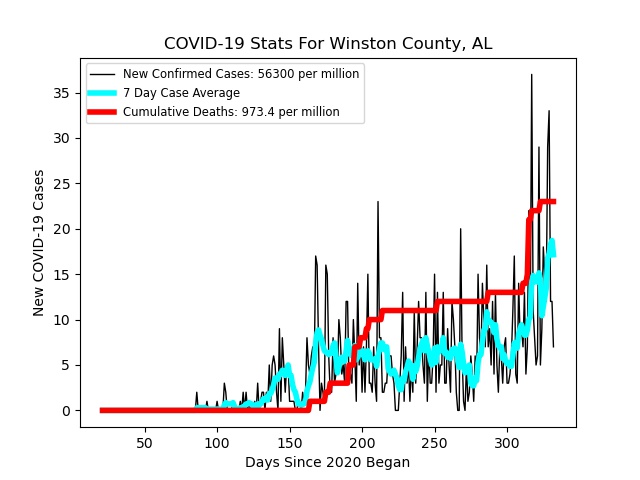 COVID-19 Stats For Winston County, AL
New Confirmed Cases: 56300 per million
7 Day Case Average
Cumulative Deaths: 973.4 per million
New COVID-19 Cases
35
30
25
20
15
10
5
0
50 100 150 200 250 300
Days Since 2020 Began